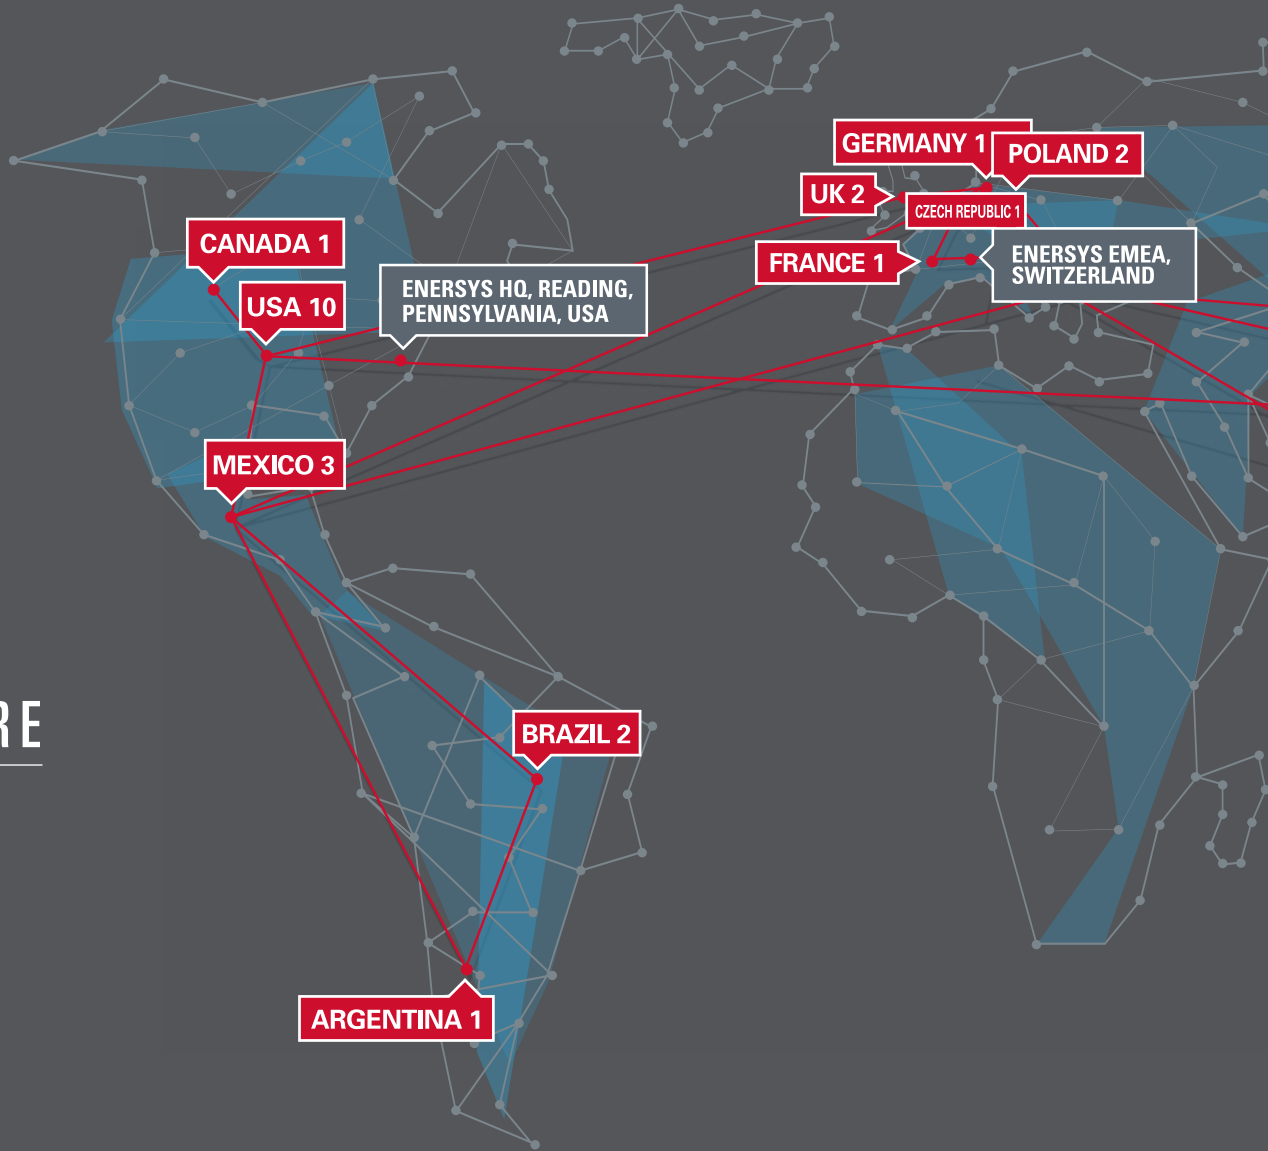 GERMANY 1
POLAND 2
UK 2
CZECH REPUBLIC 1
CANADA 1
FRANCE 1
ENERSYS EMEA,
SWITZERLAND
USA 10
ENERSYS HQ, READING,
PENNSYLVANIA, USA
MEXICO 3
RE
BRAZIL 2
ARGENTINA 1